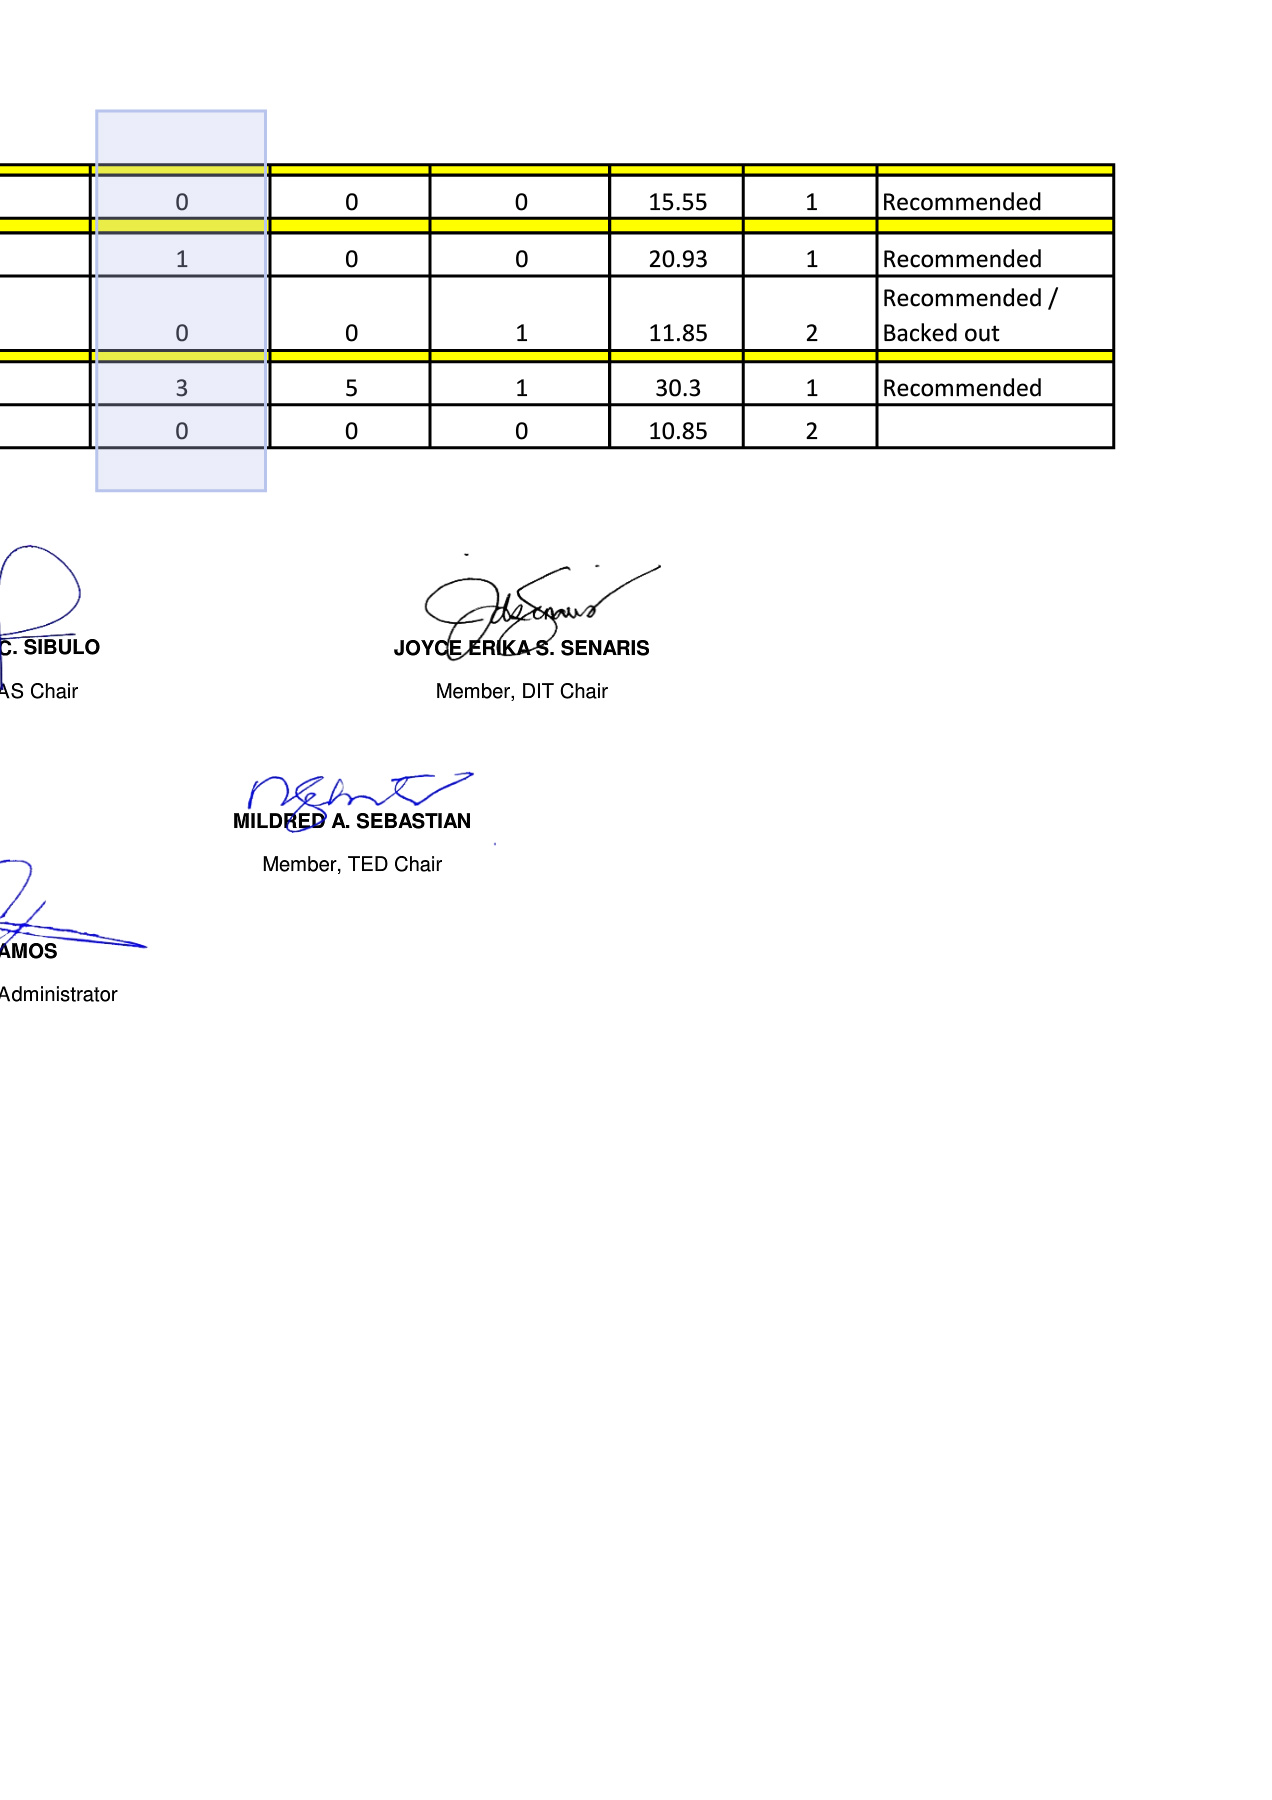 0 0 0 15.55 1 Recommended
1 0 0 20.93 1 Recommended
Recommended /
0 0 1 11.85 2 Backed out
3 5 1 30.3 1 Recommended
0 0 0 10.85 2
C. SIBULO JOYCE ERIKA S. SENARIS
AS Chair Member, DIT Chair
MILDRED A. SEBASTIAN
Member, TED Chair
AMOS
Administrator